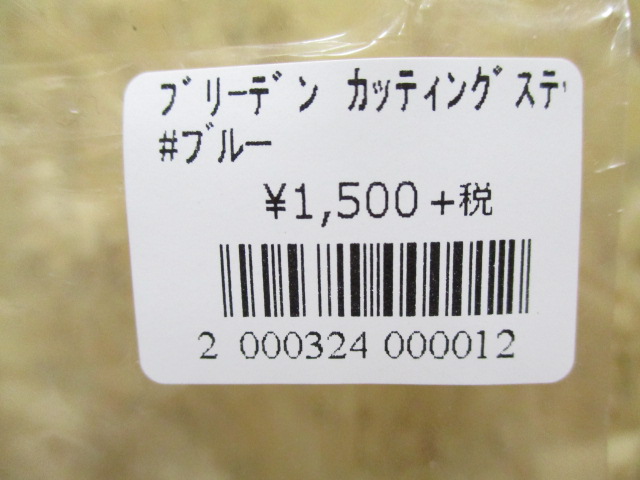 ﾌﾞﾘｰﾃﾞﾝ ｶｯﾃｨﾝｸﾞｽﾃ
#ﾌﾞﾙｰ
¥1,500+税
2 000324 000012